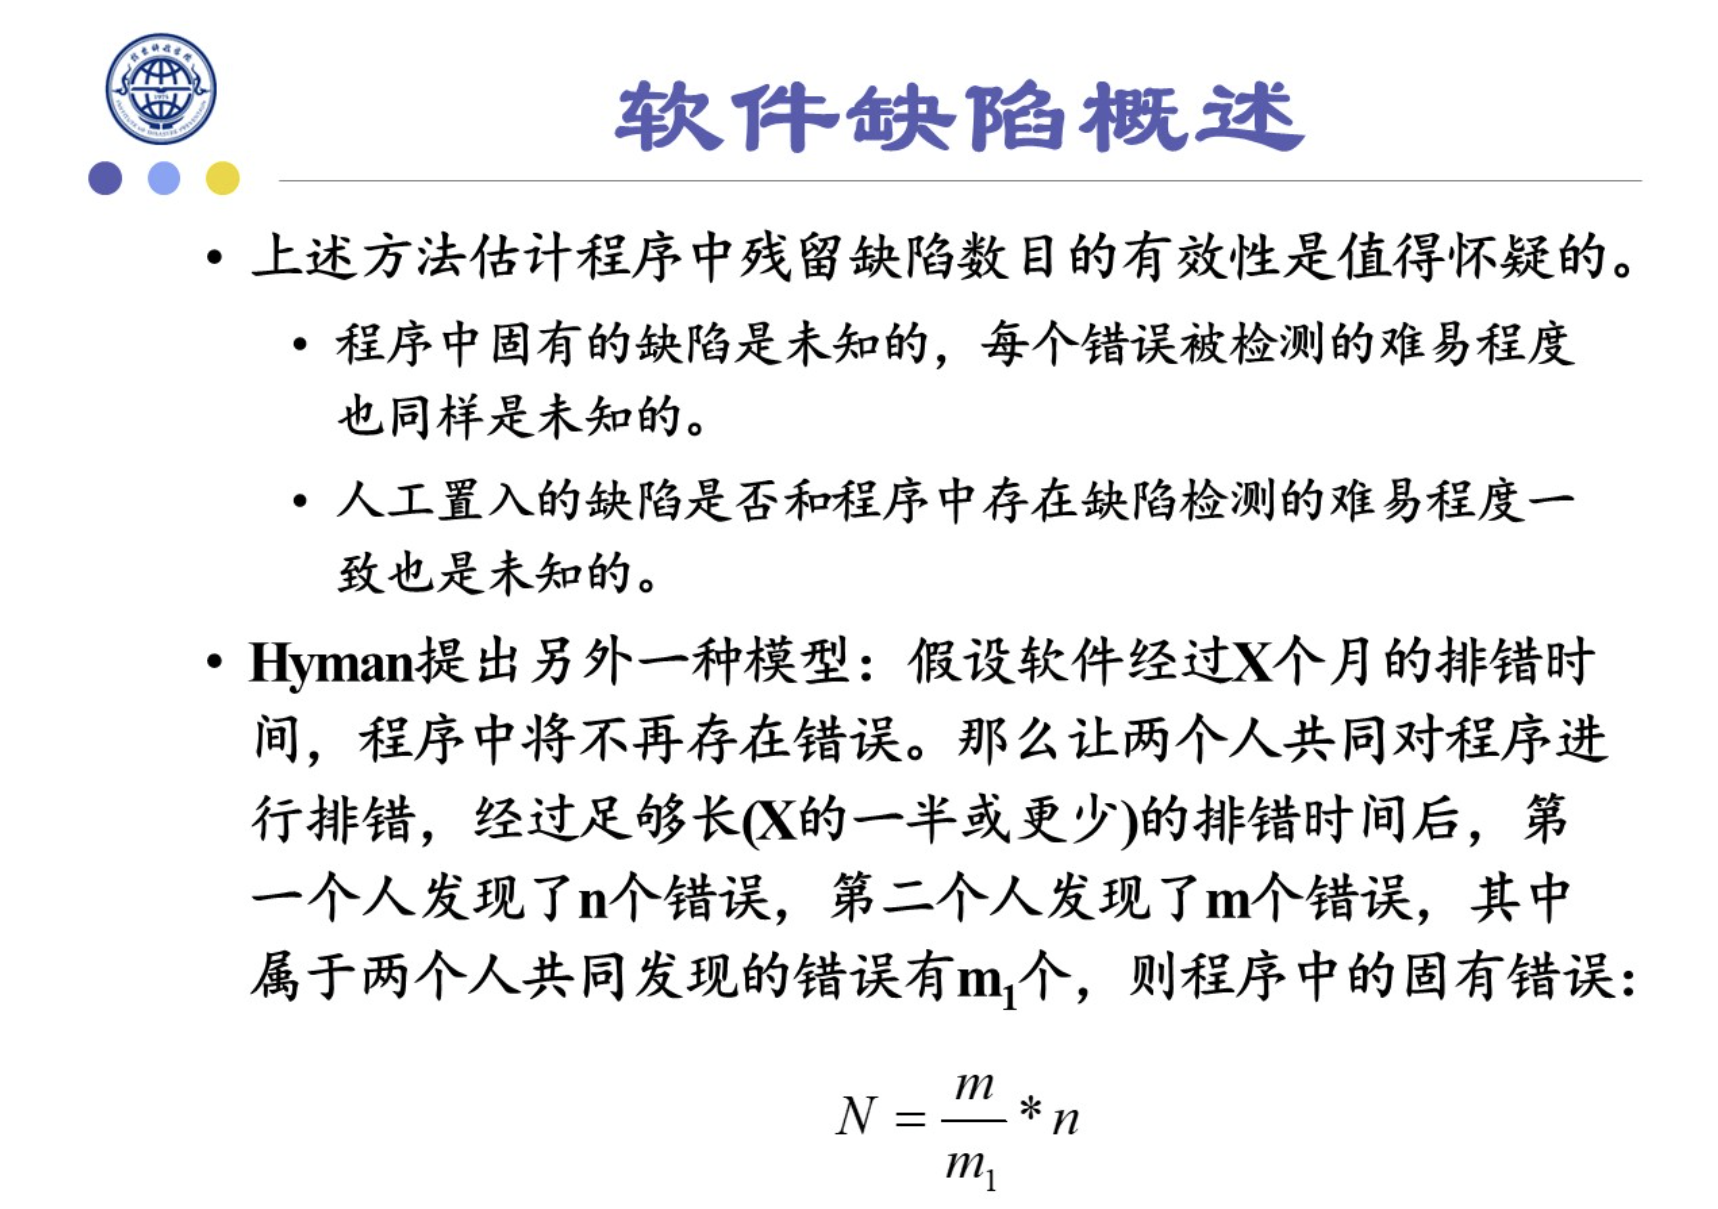 软件缺陷概述
• 上述方法估计程序中残留缺陷数目的有效性是值得怀疑的。
• 程序中固有的缺陷是未知的，每个错误被检测的难易程度
也同样是未知的。
• 人工置入的缺陷是否和程序中存在缺陷检测的难易程度一
致也是未知的。
• Hyman提出另外一种模型：假设软件经过X个月的排错时
间，程序中将不再存在错误。那么让两个人共同对程序进
行排错，经过足够长(X的一半或更少)的排错时间后，第
一个人发现了n个错误，第二个人发现了m个错误，其中
属于两个人共同发现的错误有m₁个，则程序中的固有错误：
N = m/m₁ * n